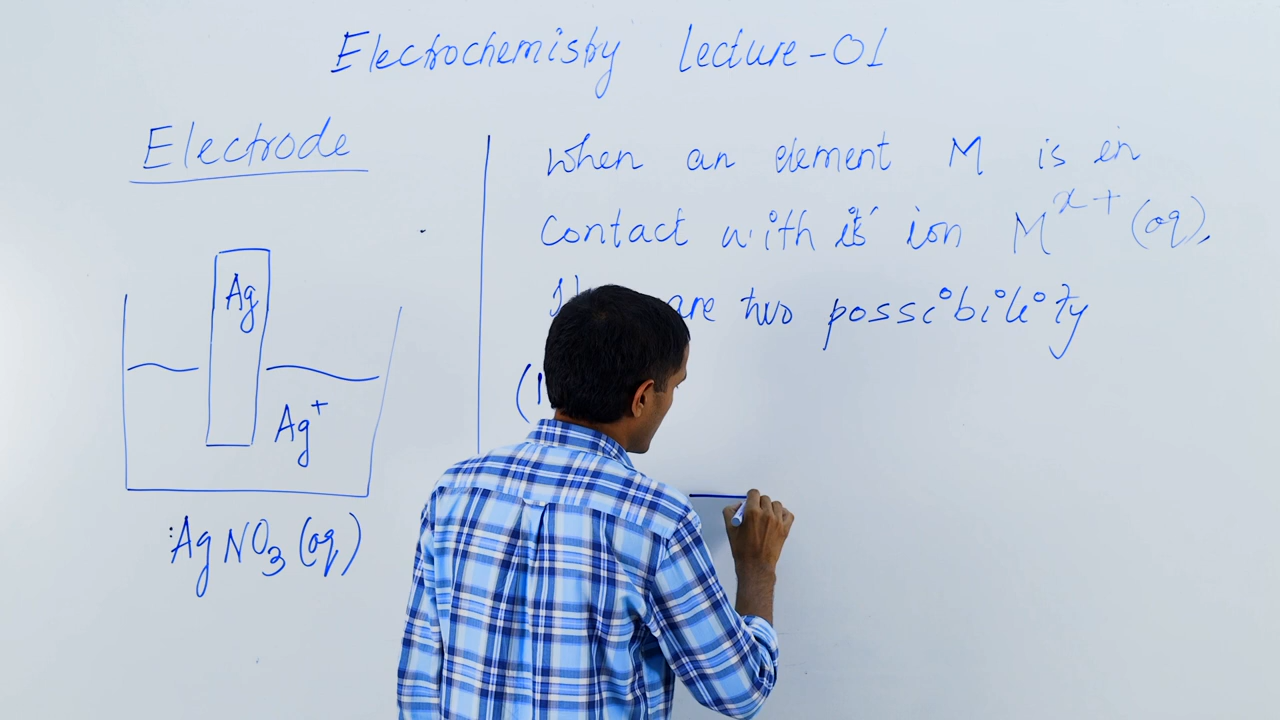 Electrochemistry Lecture-01
Electrode
Ag
Ag⁺
:AgNO₃(aq)
When an element M is in
Contact with it's ion Mˣ⁺(aq),
are two possibility
(1